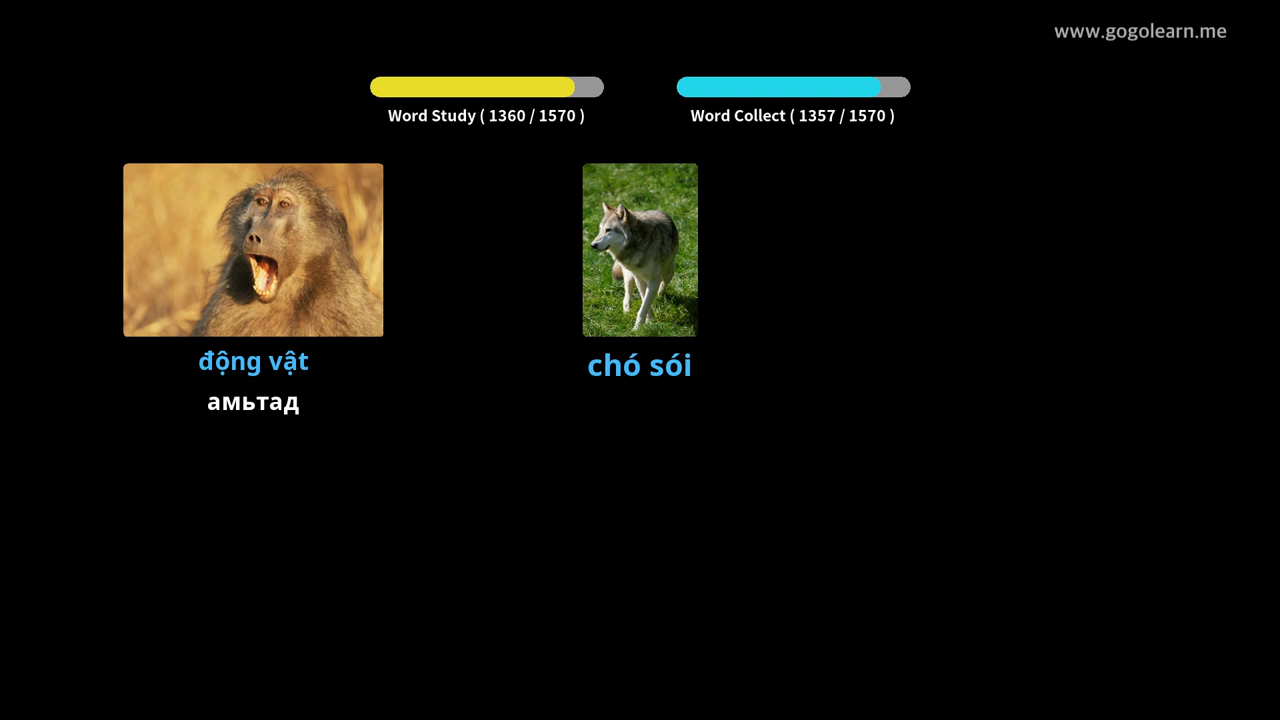 www.gogolearn.me
Word Study ( 1360 / 1570 )
Word Collect ( 1357 / 1570 )
động vật
амьтад
chó sói